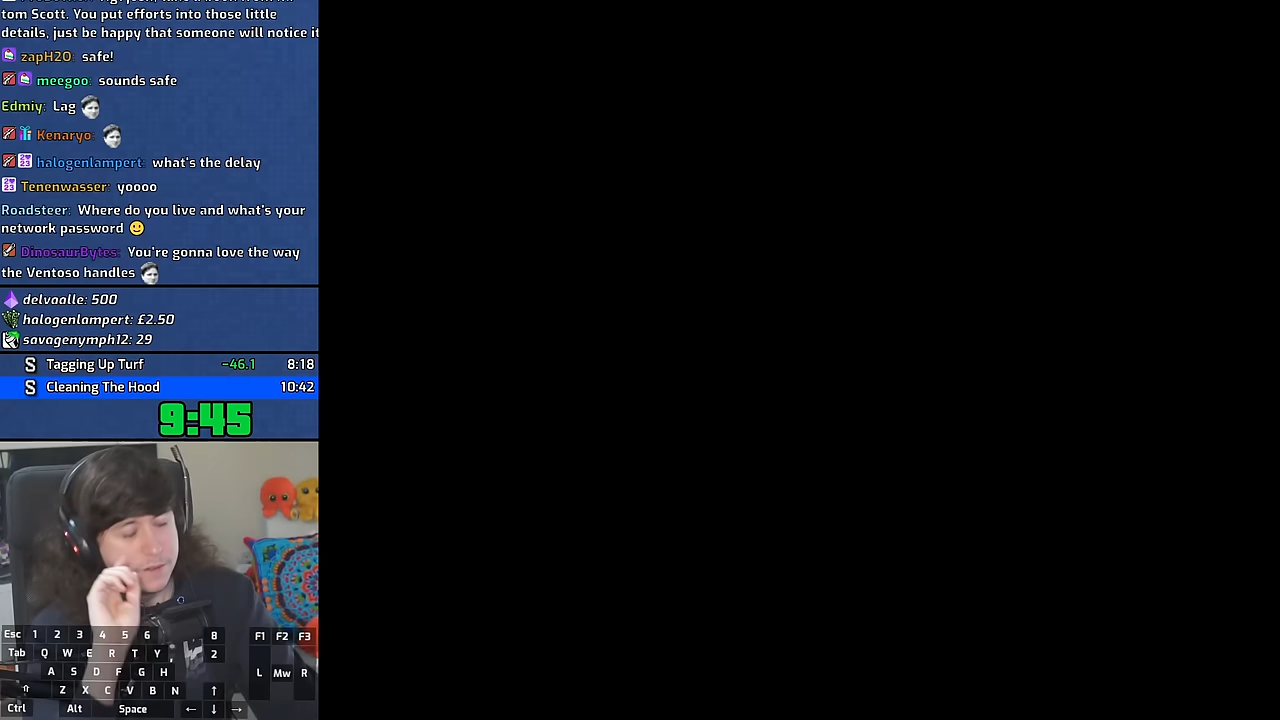 tom Scott. You put efforts into those little
details, just be happy that someone will notice it
zapH2O: safe!
meegoo: sounds safe
Edmiy: Lag
Kenaryo:
halogenlampert: what's the delay
Tenenwasser: yoooo
Roadsteer: Where do you live and what's your
network password
DinosaurBytes: You're gonna love the way
the Ventoso handles
delvaalle: 500
halogenlampert: £2.50
savagenymph12: 29
S Tagging Up Turf -46.1 8:18
S Cleaning The Hood 10:42
9:45
Esc 1 2 3 4 5 6 8 F1 F2 F3
Tab Q W E R T Y 2
A S D F G H L Mw R
⇧ Z X C V B N ↑
Ctrl Alt Space ← ↓ →